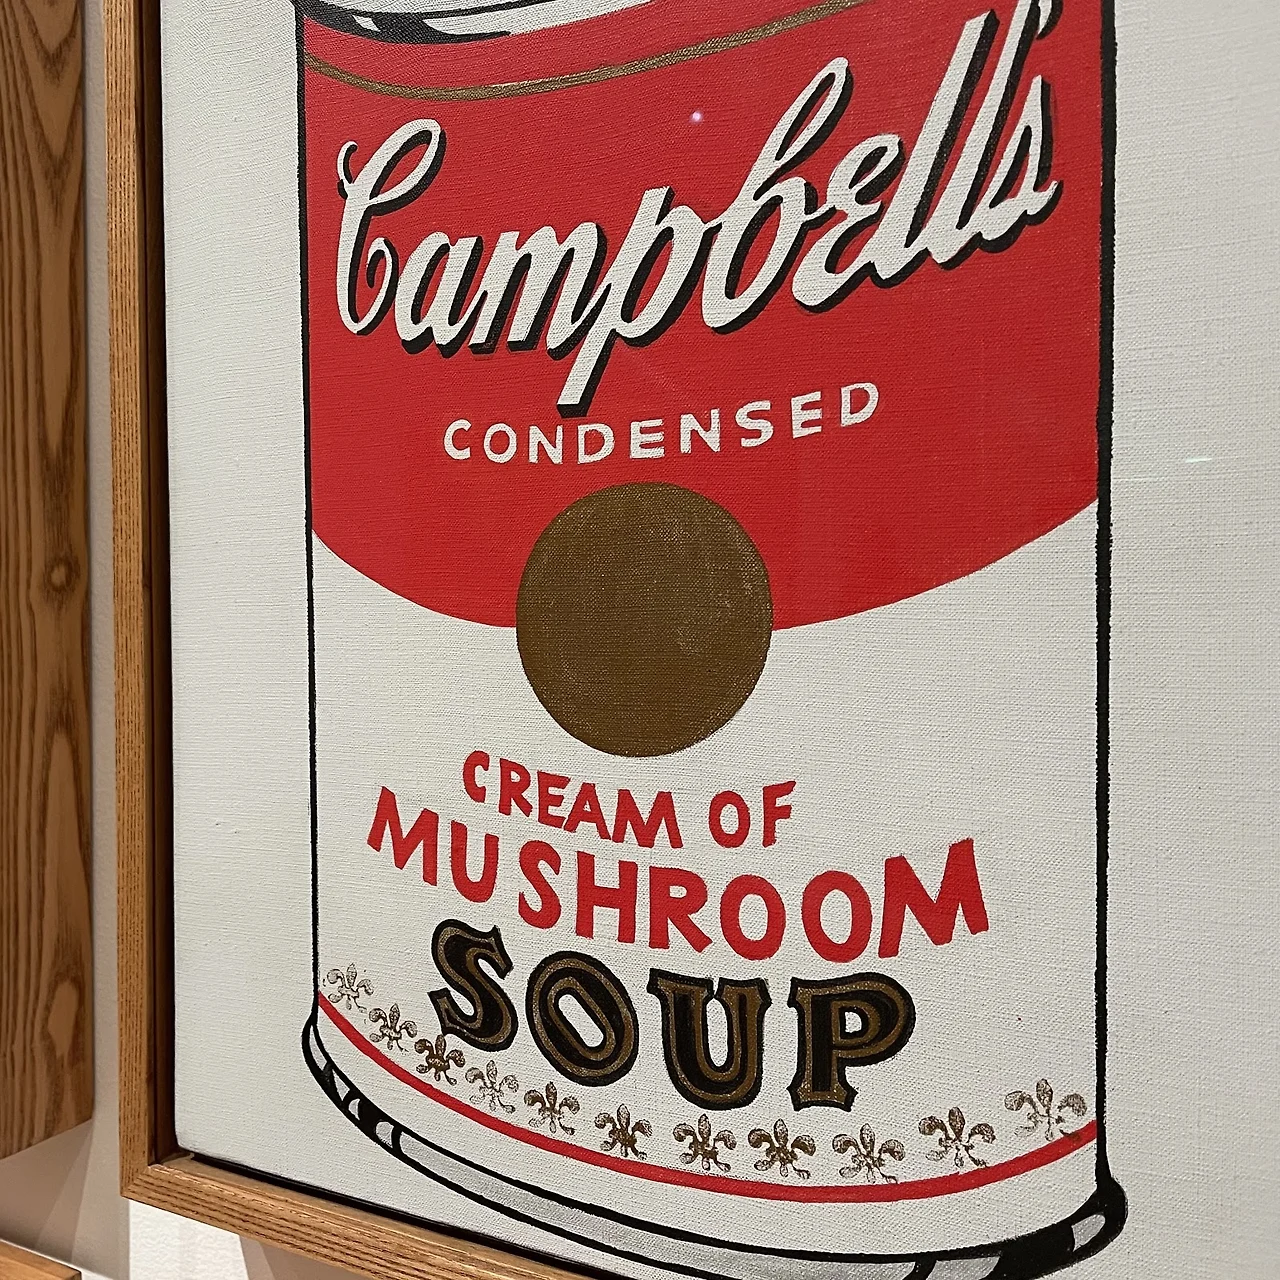 Campbell's
CONDENSED
CREAM OF
MUSHROOM
SOUP